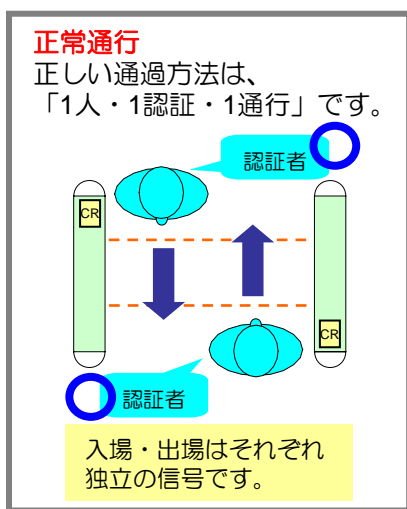 正常通行
正しい通過方法は、
「1人・1認証・1通行」です。
認証者
CR
CR
認証者
入場・出場はそれぞれ
独立の信号です。